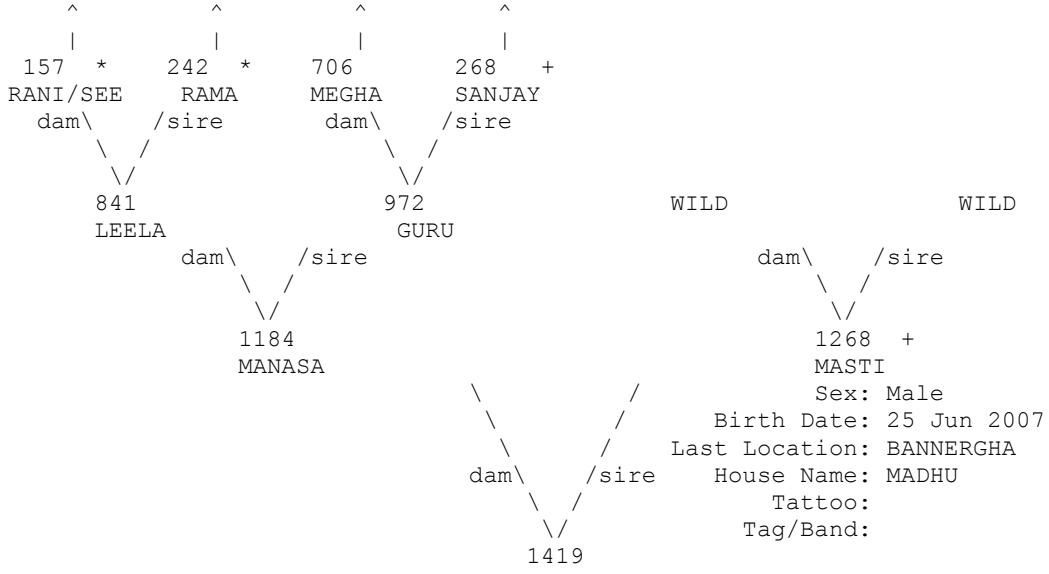 ^ ^ ^ ^
| | | |
157 * 242 * 706 268 +
RANI/SEE RAMA MEGHA SANJAY
dam\ /sire dam\ /sire
\ / \ /
\/ \/
841 972 WILD WILD
LEELA GURU
dam\ /sire dam\ /sire
\ / \ /
\/ \/
1184 1268 +
MANASA MASTI
\ / Sex: Male
\ / Birth Date: 25 Jun 2007
\ / Last Location: BANNERGHA
dam\ /sire House Name: MADHU
\ / Tattoo:
\/ Tag/Band:
1419